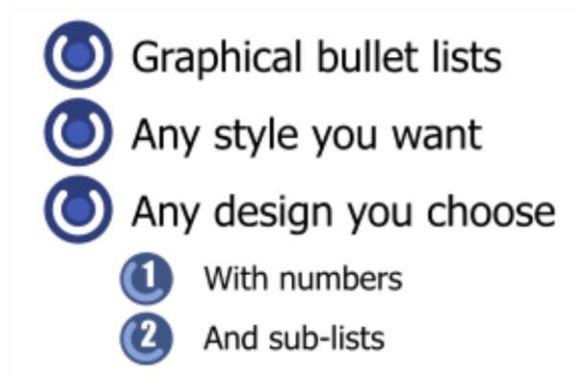 Graphical bullet lists
Any style you want
Any design you choose
1 With numbers
2 And sub-lists